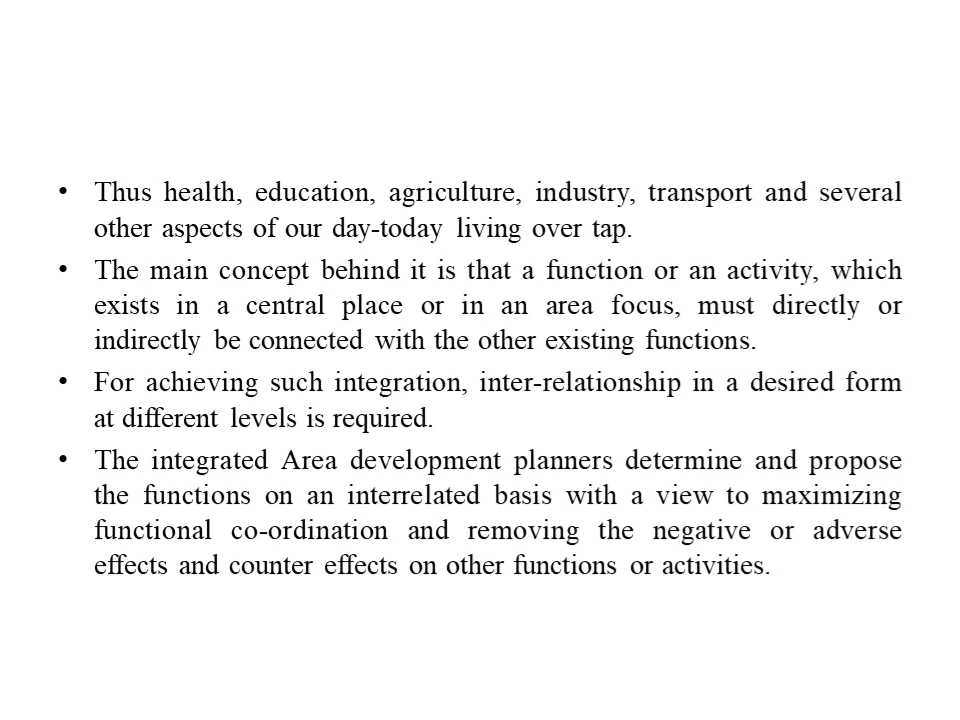 • Thus health, education, agriculture, industry, transport and several
other aspects of our day-today living over tap.
• The main concept behind it is that a function or an activity, which
exists in a central place or in an area focus, must directly or
indirectly be connected with the other existing functions.
• For achieving such integration, inter-relationship in a desired form
at different levels is required.
• The integrated Area development planners determine and propose
the functions on an interrelated basis with a view to maximizing
functional co-ordination and removing the negative or adverse
effects and counter effects on other functions or activities.